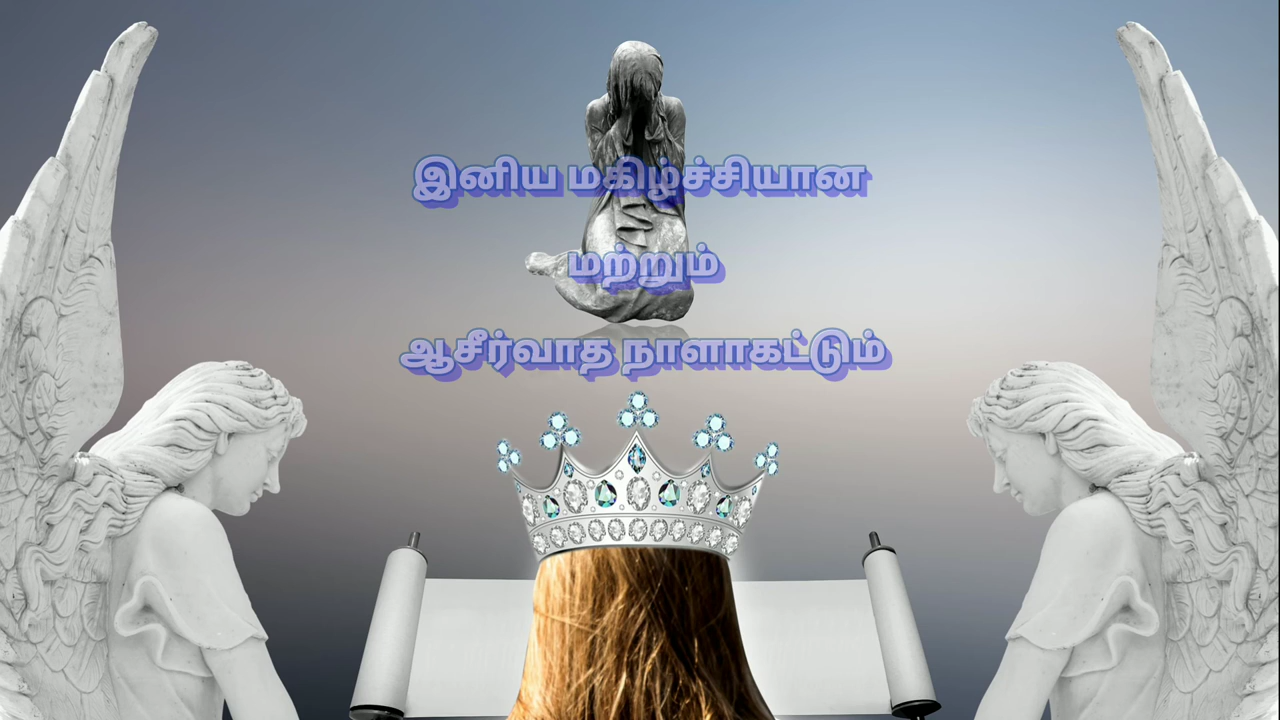 இனிய மகிழ்ச்சியான
மற்றும்
ஆசீர்வாத நாளாகட்டும்